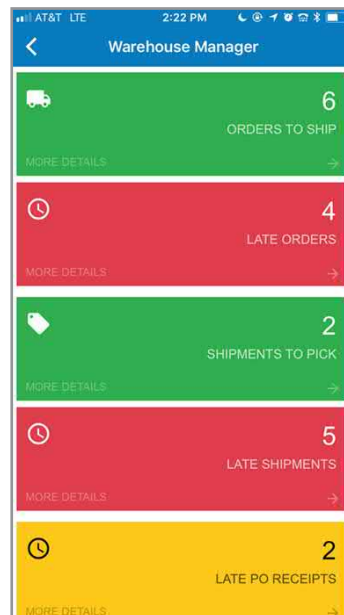 AT&T LTE 2:22 PM
Warehouse Manager
6
ORDERS TO SHIP
MORE DETAILS
4
LATE ORDERS
MORE DETAILS
2
SHIPMENTS TO PICK
MORE DETAILS
5
LATE SHIPMENTS
MORE DETAILS
2
LATE PO RECEIPTS
MORE DETAILS